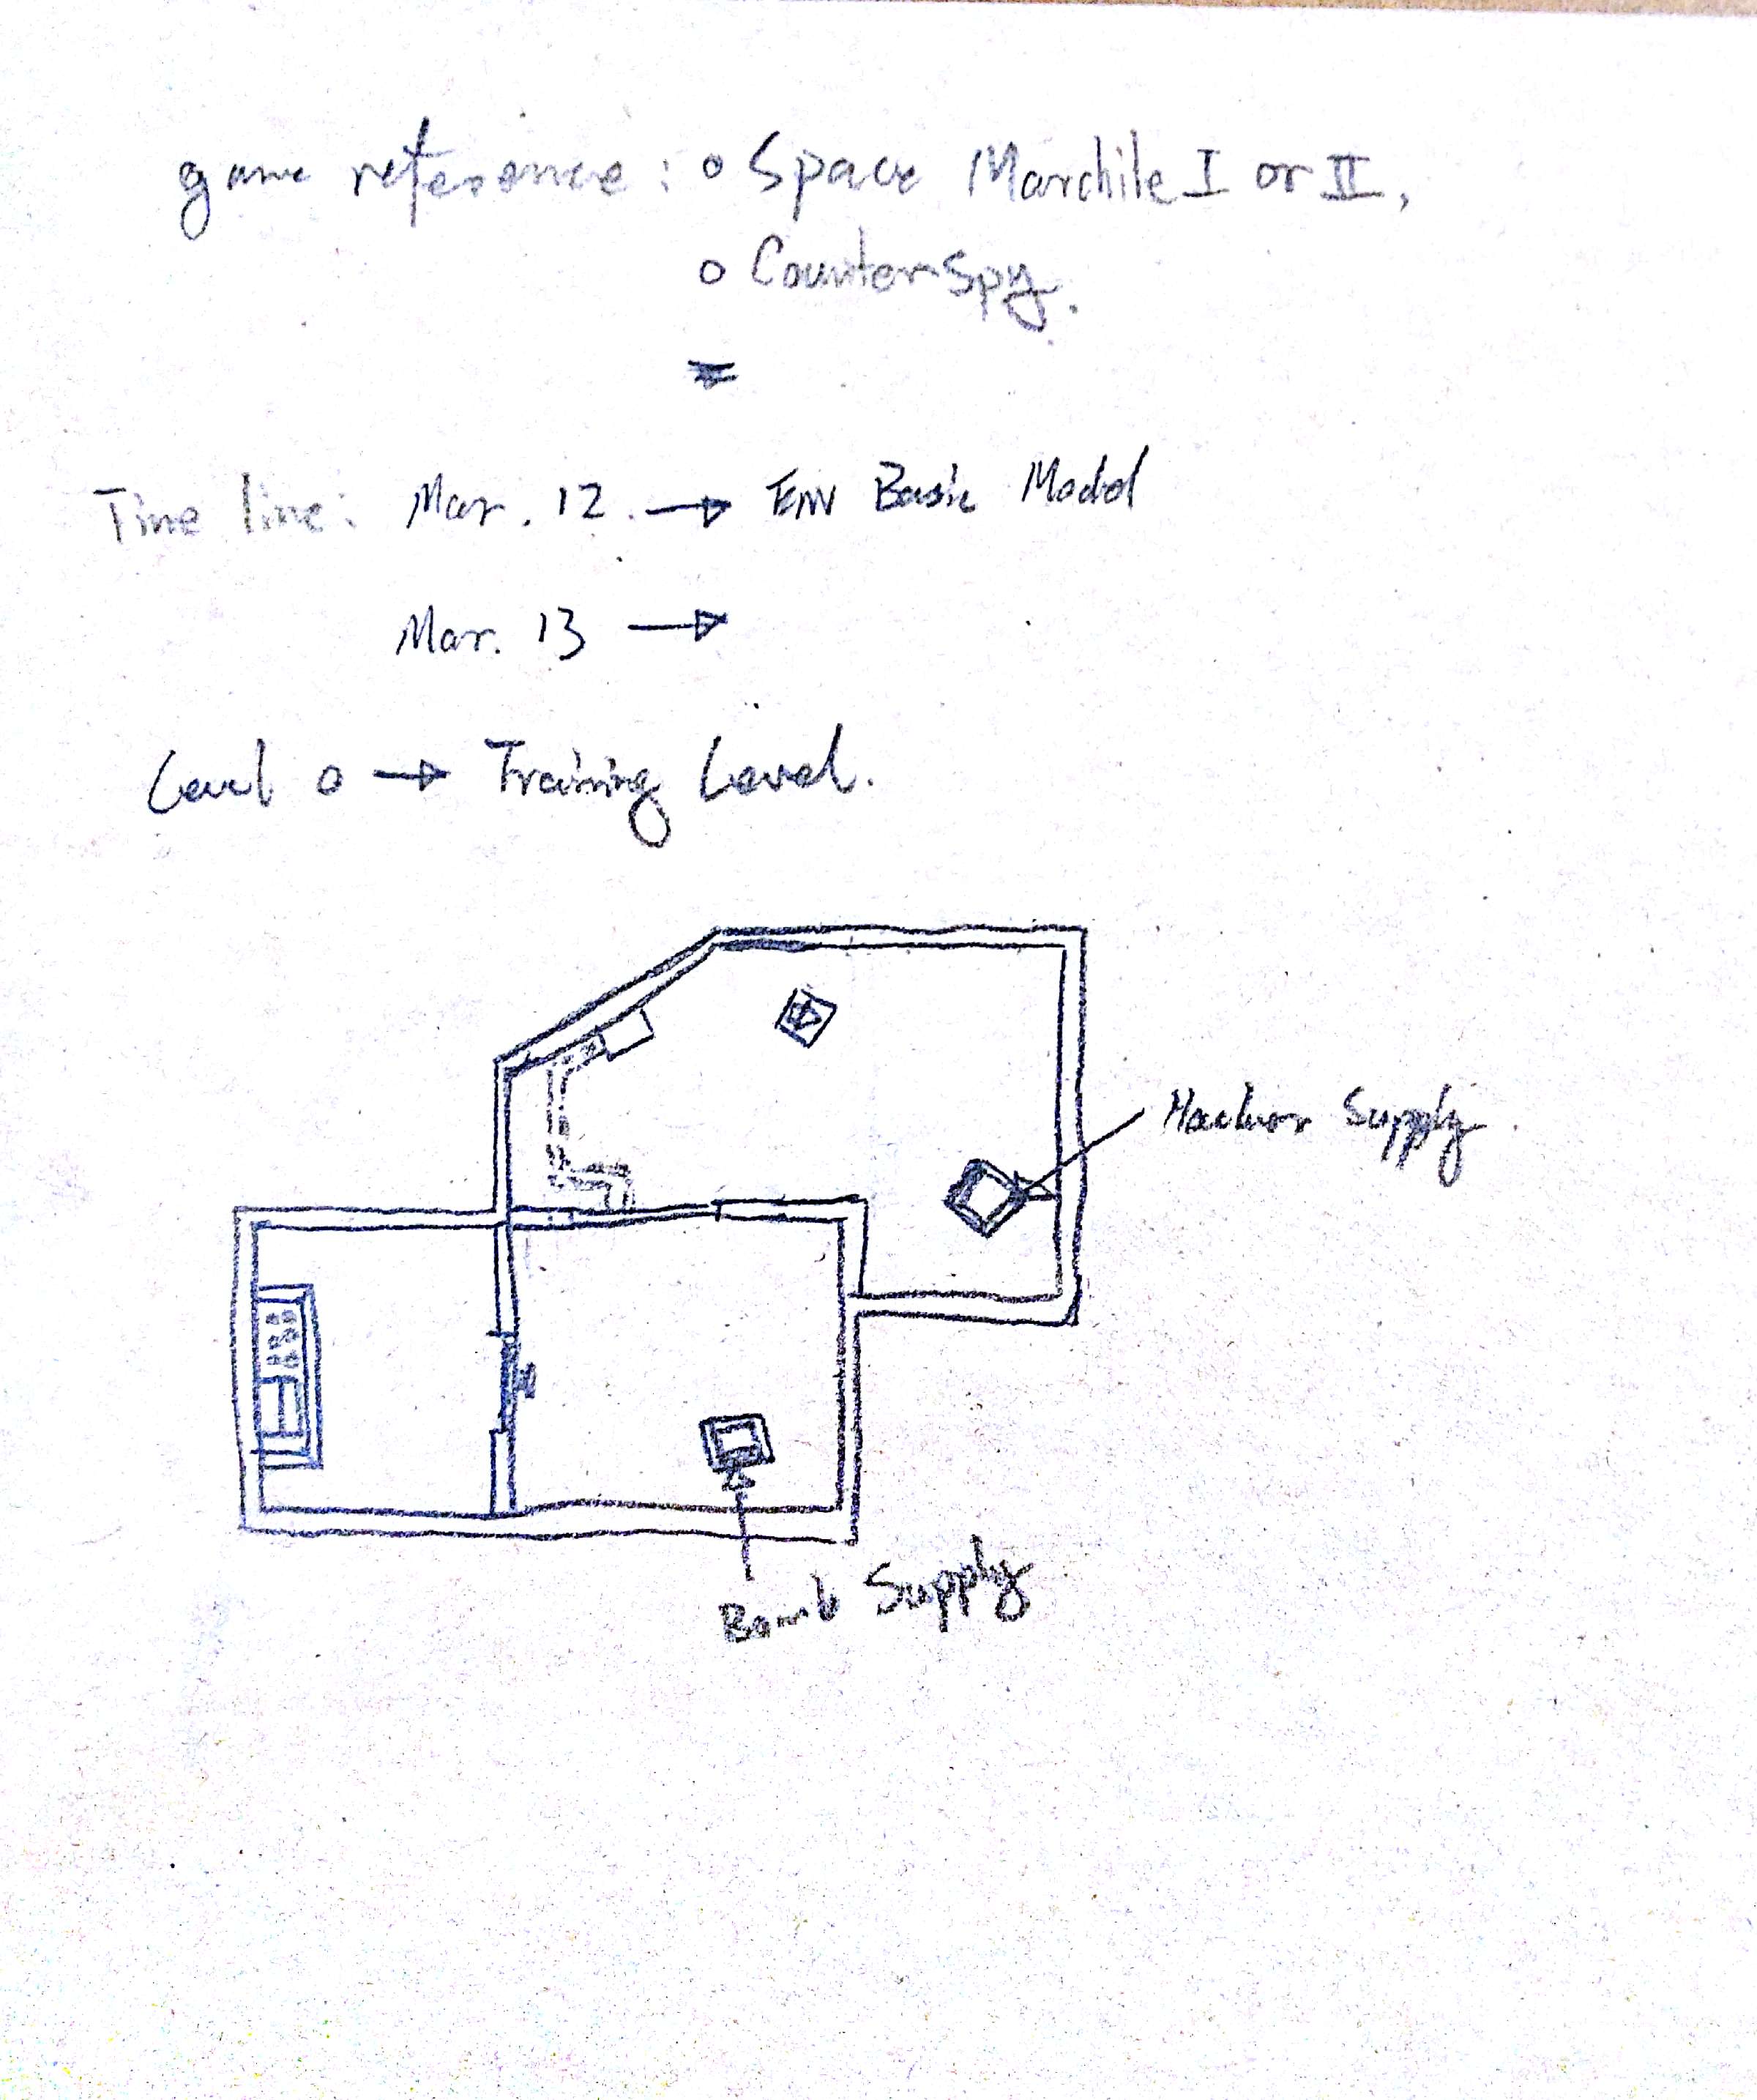 game reference: o Space Marchile I or II,
o CounterSpy.
Time line: Mar. 12. → Env Basic Model
Mar. 13 →
Level 0 → Training Level.
Supply.
Bomb Supply